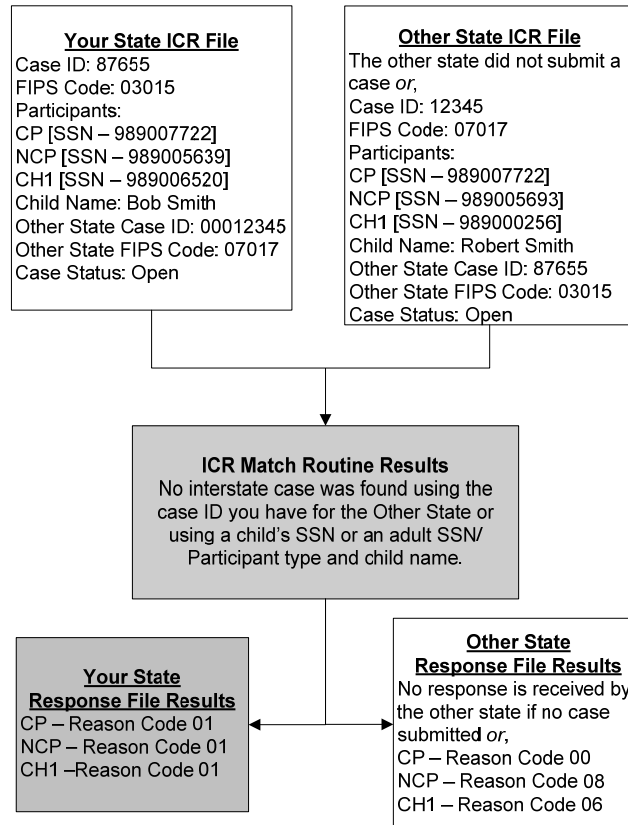 Your State ICR File
Case ID: 87655
FIPS Code: 03015
Participants:
CP [SSN – 989007722]
NCP [SSN – 989005639]
CH1 [SSN – 989006520]
Child Name: Bob Smith
Other State Case ID: 00012345
Other State FIPS Code: 07017
Case Status: Open
Other State ICR File
The other state did not submit a
case or,
Case ID: 12345
FIPS Code: 07017
Participants:
CP [SSN – 989007722]
NCP [SSN – 989005693]
CH1 [SSN – 989000256]
Child Name: Robert Smith
Other State Case ID: 87655
Other State FIPS Code: 03015
Case Status: Open
ICR Match Routine Results
No interstate case was found using the
case ID you have for the Other State or
using a child's SSN or an adult SSN/
Participant type and child name.
Your State
Response File Results
CP – Reason Code 01
NCP – Reason Code 01
CH1 –Reason Code 01
Other State
Response File Results
No response is received by
the other state if no case
submitted or,
CP – Reason Code 00
NCP – Reason Code 08
CH1 – Reason Code 06